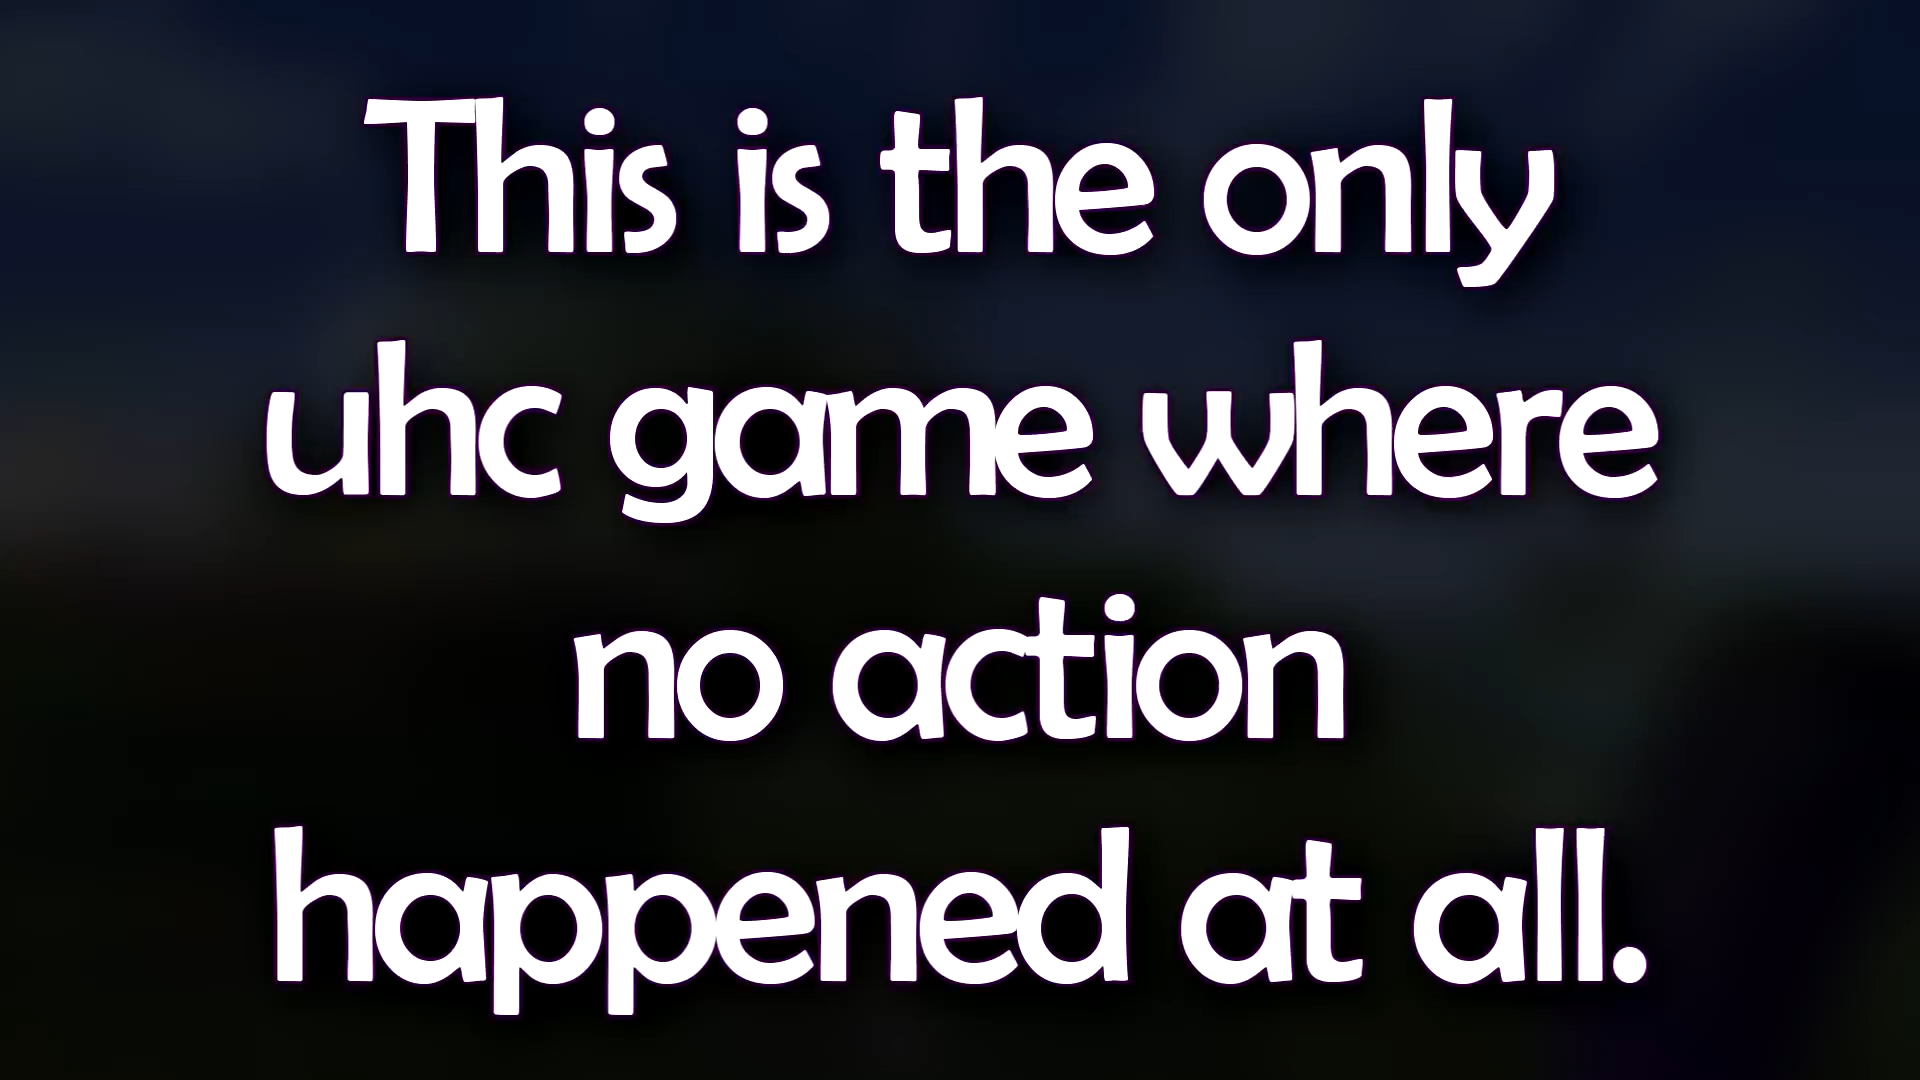 This is the only
uhc game where
no action
happened at all.